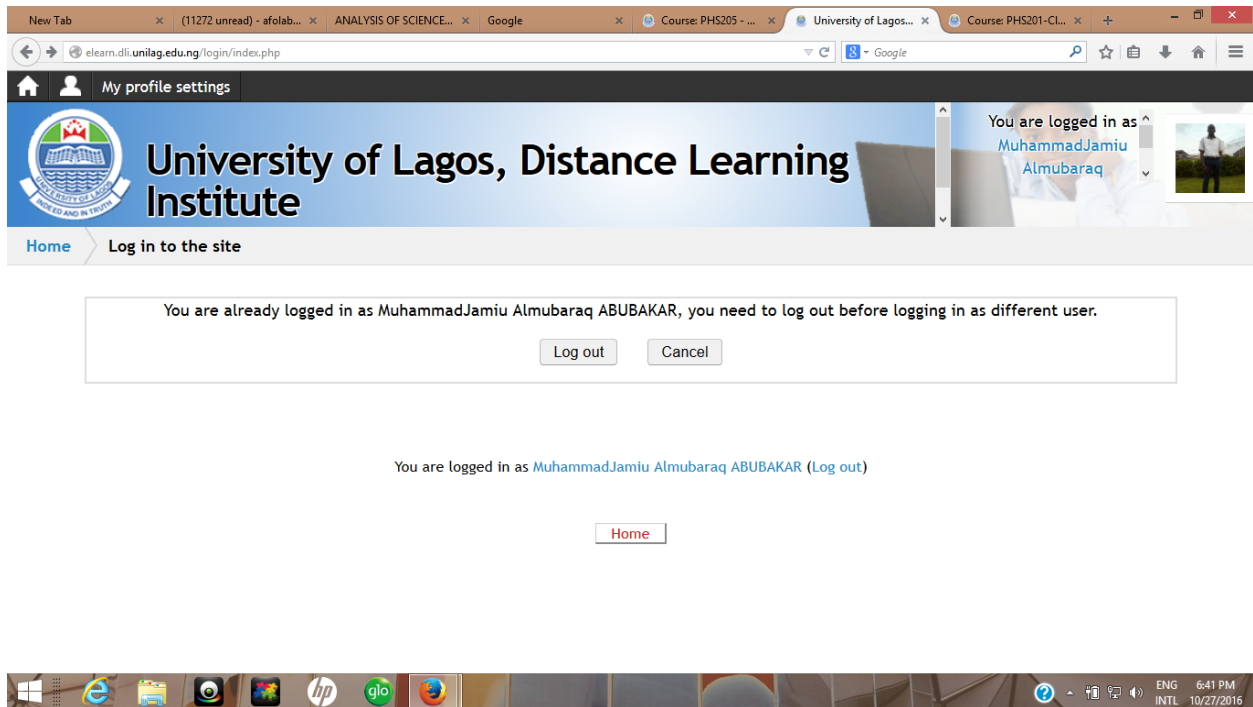 New Tab
(11272 unread) - afolab...
ANALYSIS OF SCIENCE...
Google
Course: PHS205 - ...
University of Lagos...
Course: PHS201-Cl...
elearn.dli.unilag.edu.ng/login/index.php
8
Google
My profile settings
University of Lagos, Distance Learning
Institute
You are logged in as
MuhammadJamiu
Almubaraq
Home
Log in to the site
You are already logged in as MuhammadJamiu Almubaraq ABUBAKAR, you need to log out before logging in as different user.
Log out
Cancel
You are logged in as MuhammadJamiu Almubaraq ABUBAKAR (Log out)
Home
hp
glo
ENG
INTL
6:41 PM
10/27/2016